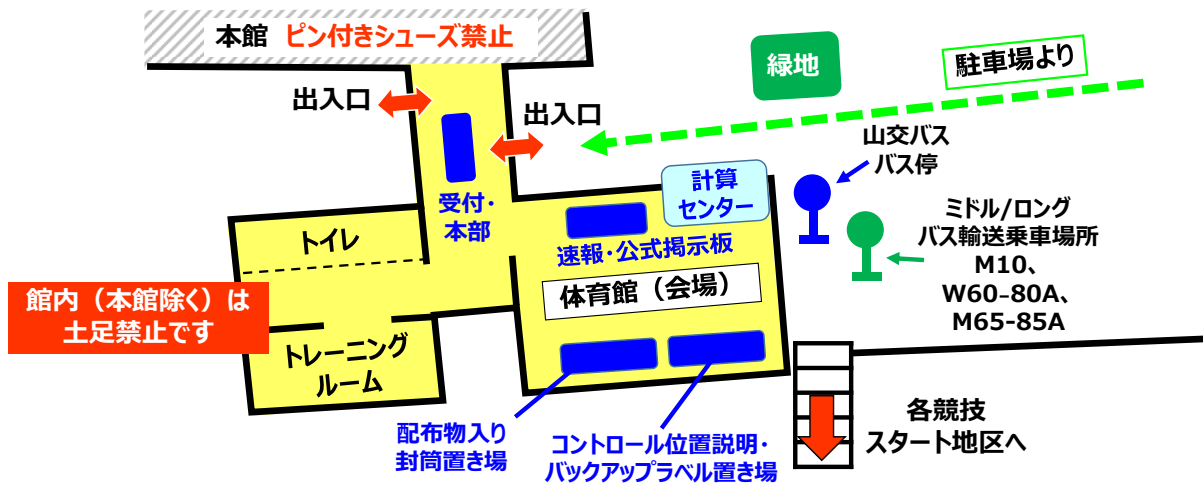 本館 ピン付きシューズ禁止
緑地
駐車場より
出入口
出入口
山交バス
バス停
計算
センター
受付・
本部
ミドル/ロング
バス輸送乗車場所
M10、
W60-80A、
M65-85A
トイレ
速報・公式掲示板
体育館（会場）
館内（本館除く）は
土足禁止です
トレーニング
ルーム
各競技
スタート地区へ
配布物入り
封筒置き場
コントロール位置説明・
バックアップラベル置き場